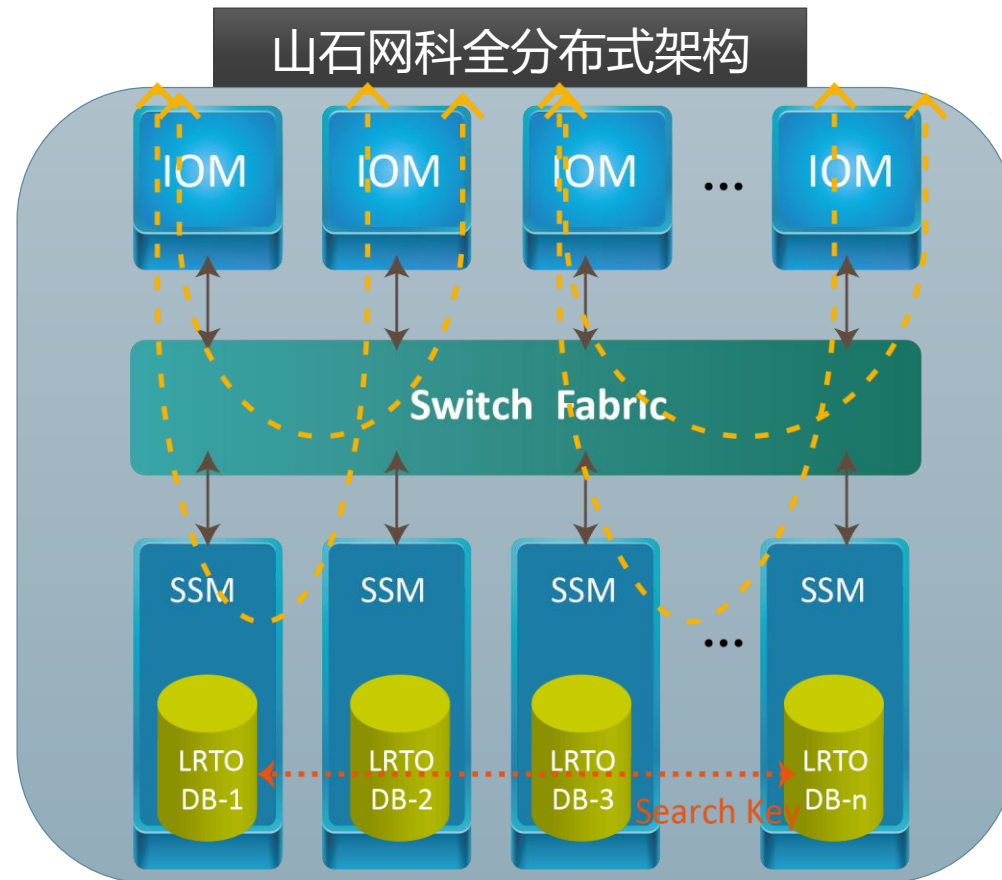 山石网科全分布式架构
IOM
IOM
IOM
...
IOM
Switch Fabric
SSM
SSM
SSM
...
SSM
LRTO
DB-1
LRTO
DB-2
LRTO
DB-3
LRTO
DB-n
Search Key